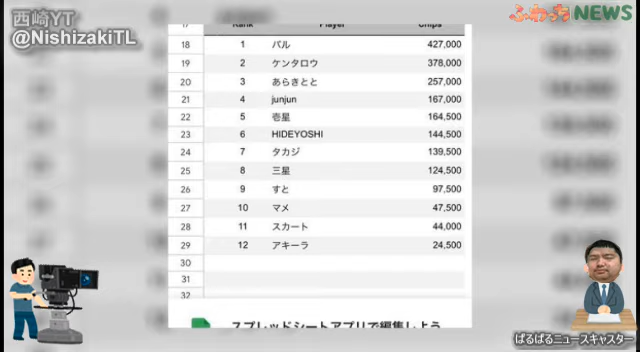 西崎YT
@NishizakiTL
ふわっちNEWS
17 Rank Player Chips
18 1 バル 427,000
19 2 ケンタロウ 378,000
20 3 あらきとと 257,000
21 4 junjun 167,000
22 5 壱星 164,500
23 6 HIDEYOSHI 144,500
24 7 タカジ 139,500
25 8 三星 124,500
26 9 すと 97,500
27 10 マメ 47,500
28 11 スカート 44,000
29 12 アキーラ 24,500
30
31
32
スプレッドシートアプリで編集しよう
ぱるぱるニュースキャスター